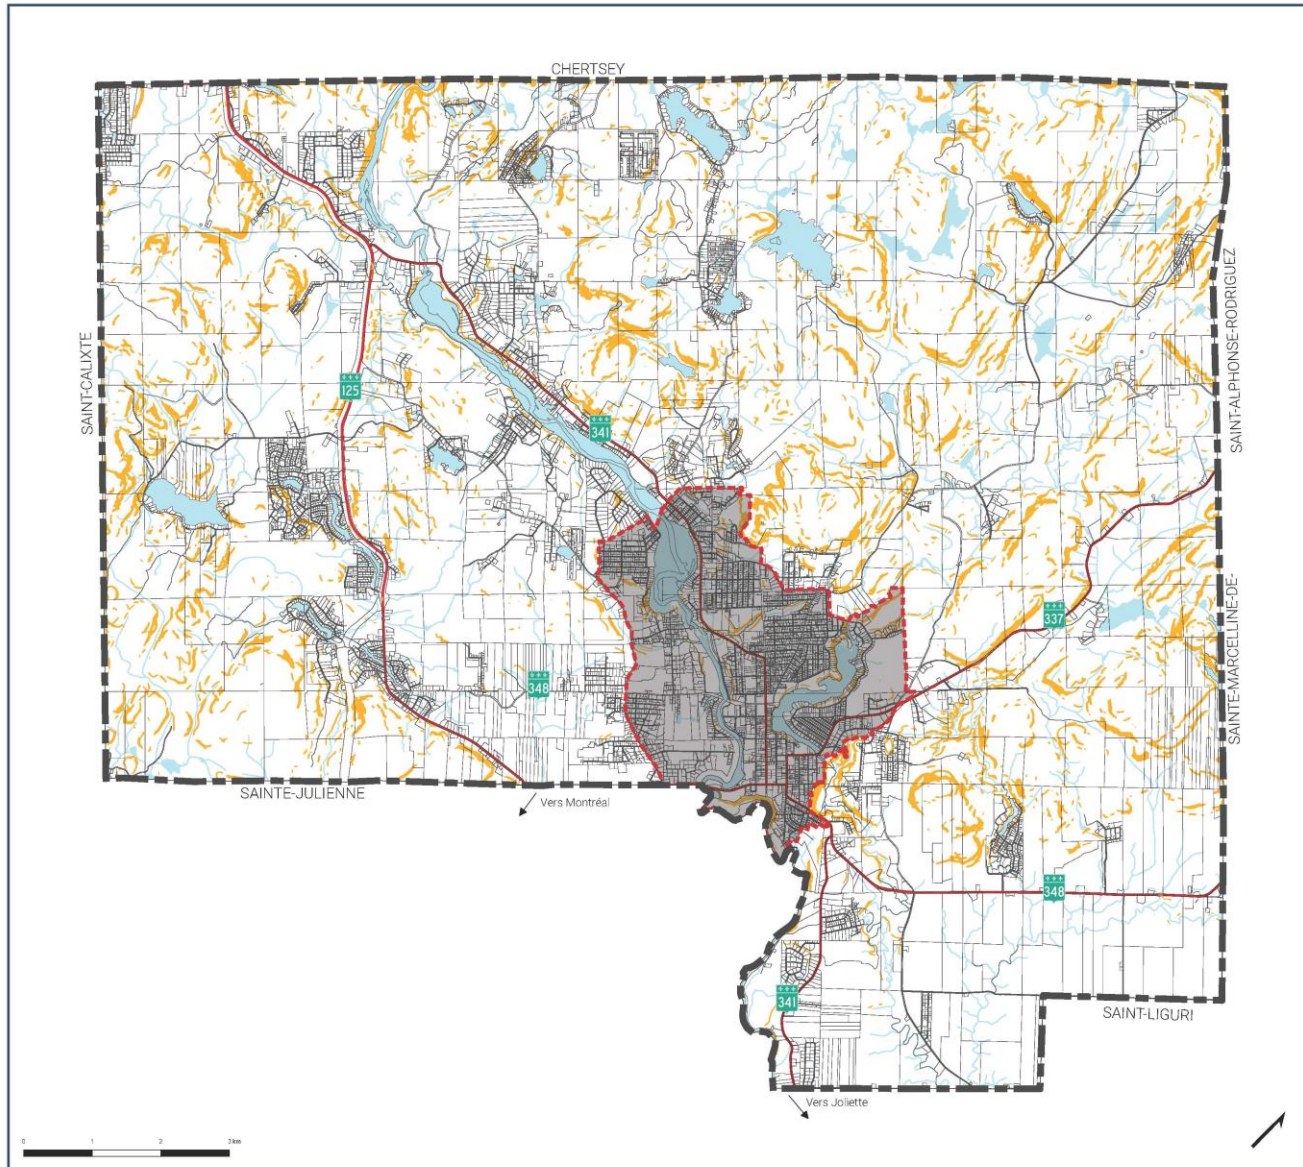 CHERTSEY
SAINT-CALIXTE
SAINT-ALPHONSE-RODRIGUEZ
125
341
337
348
SAINTE-MARCELLINE-DE-
SAINTE-JULIENNE
Vers Montréal
348
341
SAINT-LIGURI
Vers Joliette
0 1 2 3 km